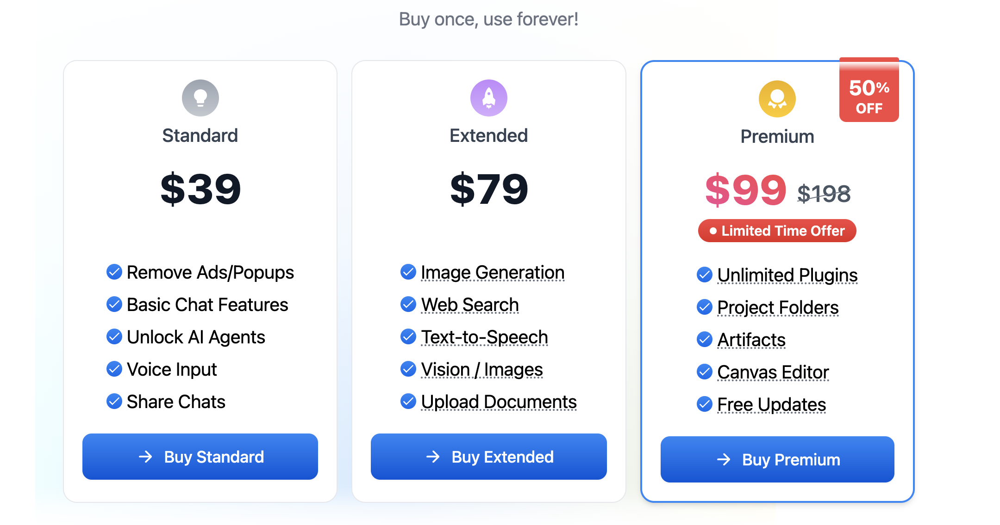 Buy once, use forever!
Standard
$39
Remove Ads/Popups
Basic Chat Features
Unlock AI Agents
Voice Input
Share Chats
Buy Standard
Extended
$79
Image Generation
Web Search
Text-to-Speech
Vision / Images
Upload Documents
Buy Extended
50%
OFF
Premium
$99 $198
Limited Time Offer
Unlimited Plugins
Project Folders
Artifacts
Canvas Editor
Free Updates
Buy Premium